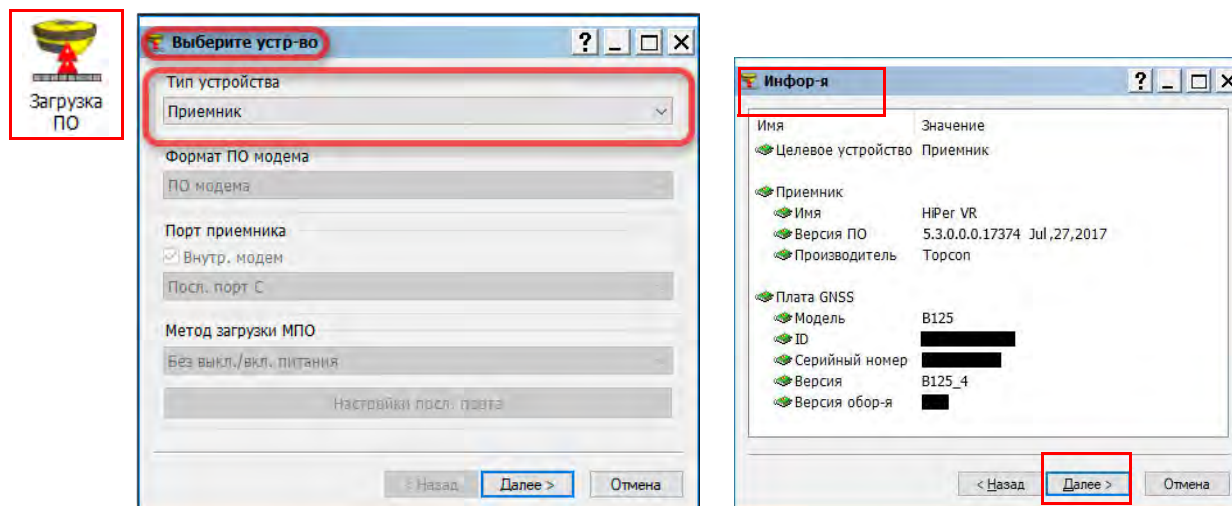 Загрузка
ПО
Выберите устр-во
Тип устройства
Приемник
Формат ПО модема
ПО модема
Порт приемника
Внутр. модем
Посл. порт C
Метод загрузки МПО
Без выкл./вкл. питания
Настройки посл. порта
< Назад Далее > Отмена
Инфор-я
Имя Значение
Целевое устройство Приемник
Приемник
Имя HiPer VR
Версия ПО 5.3.0.0.0.17374 Jul,27,2017
Производитель Topcon
Плата GNSS
Модель B125
ID
Серийный номер
Версия B125_4
Версия обор-я
< Назад Далее > Отмена